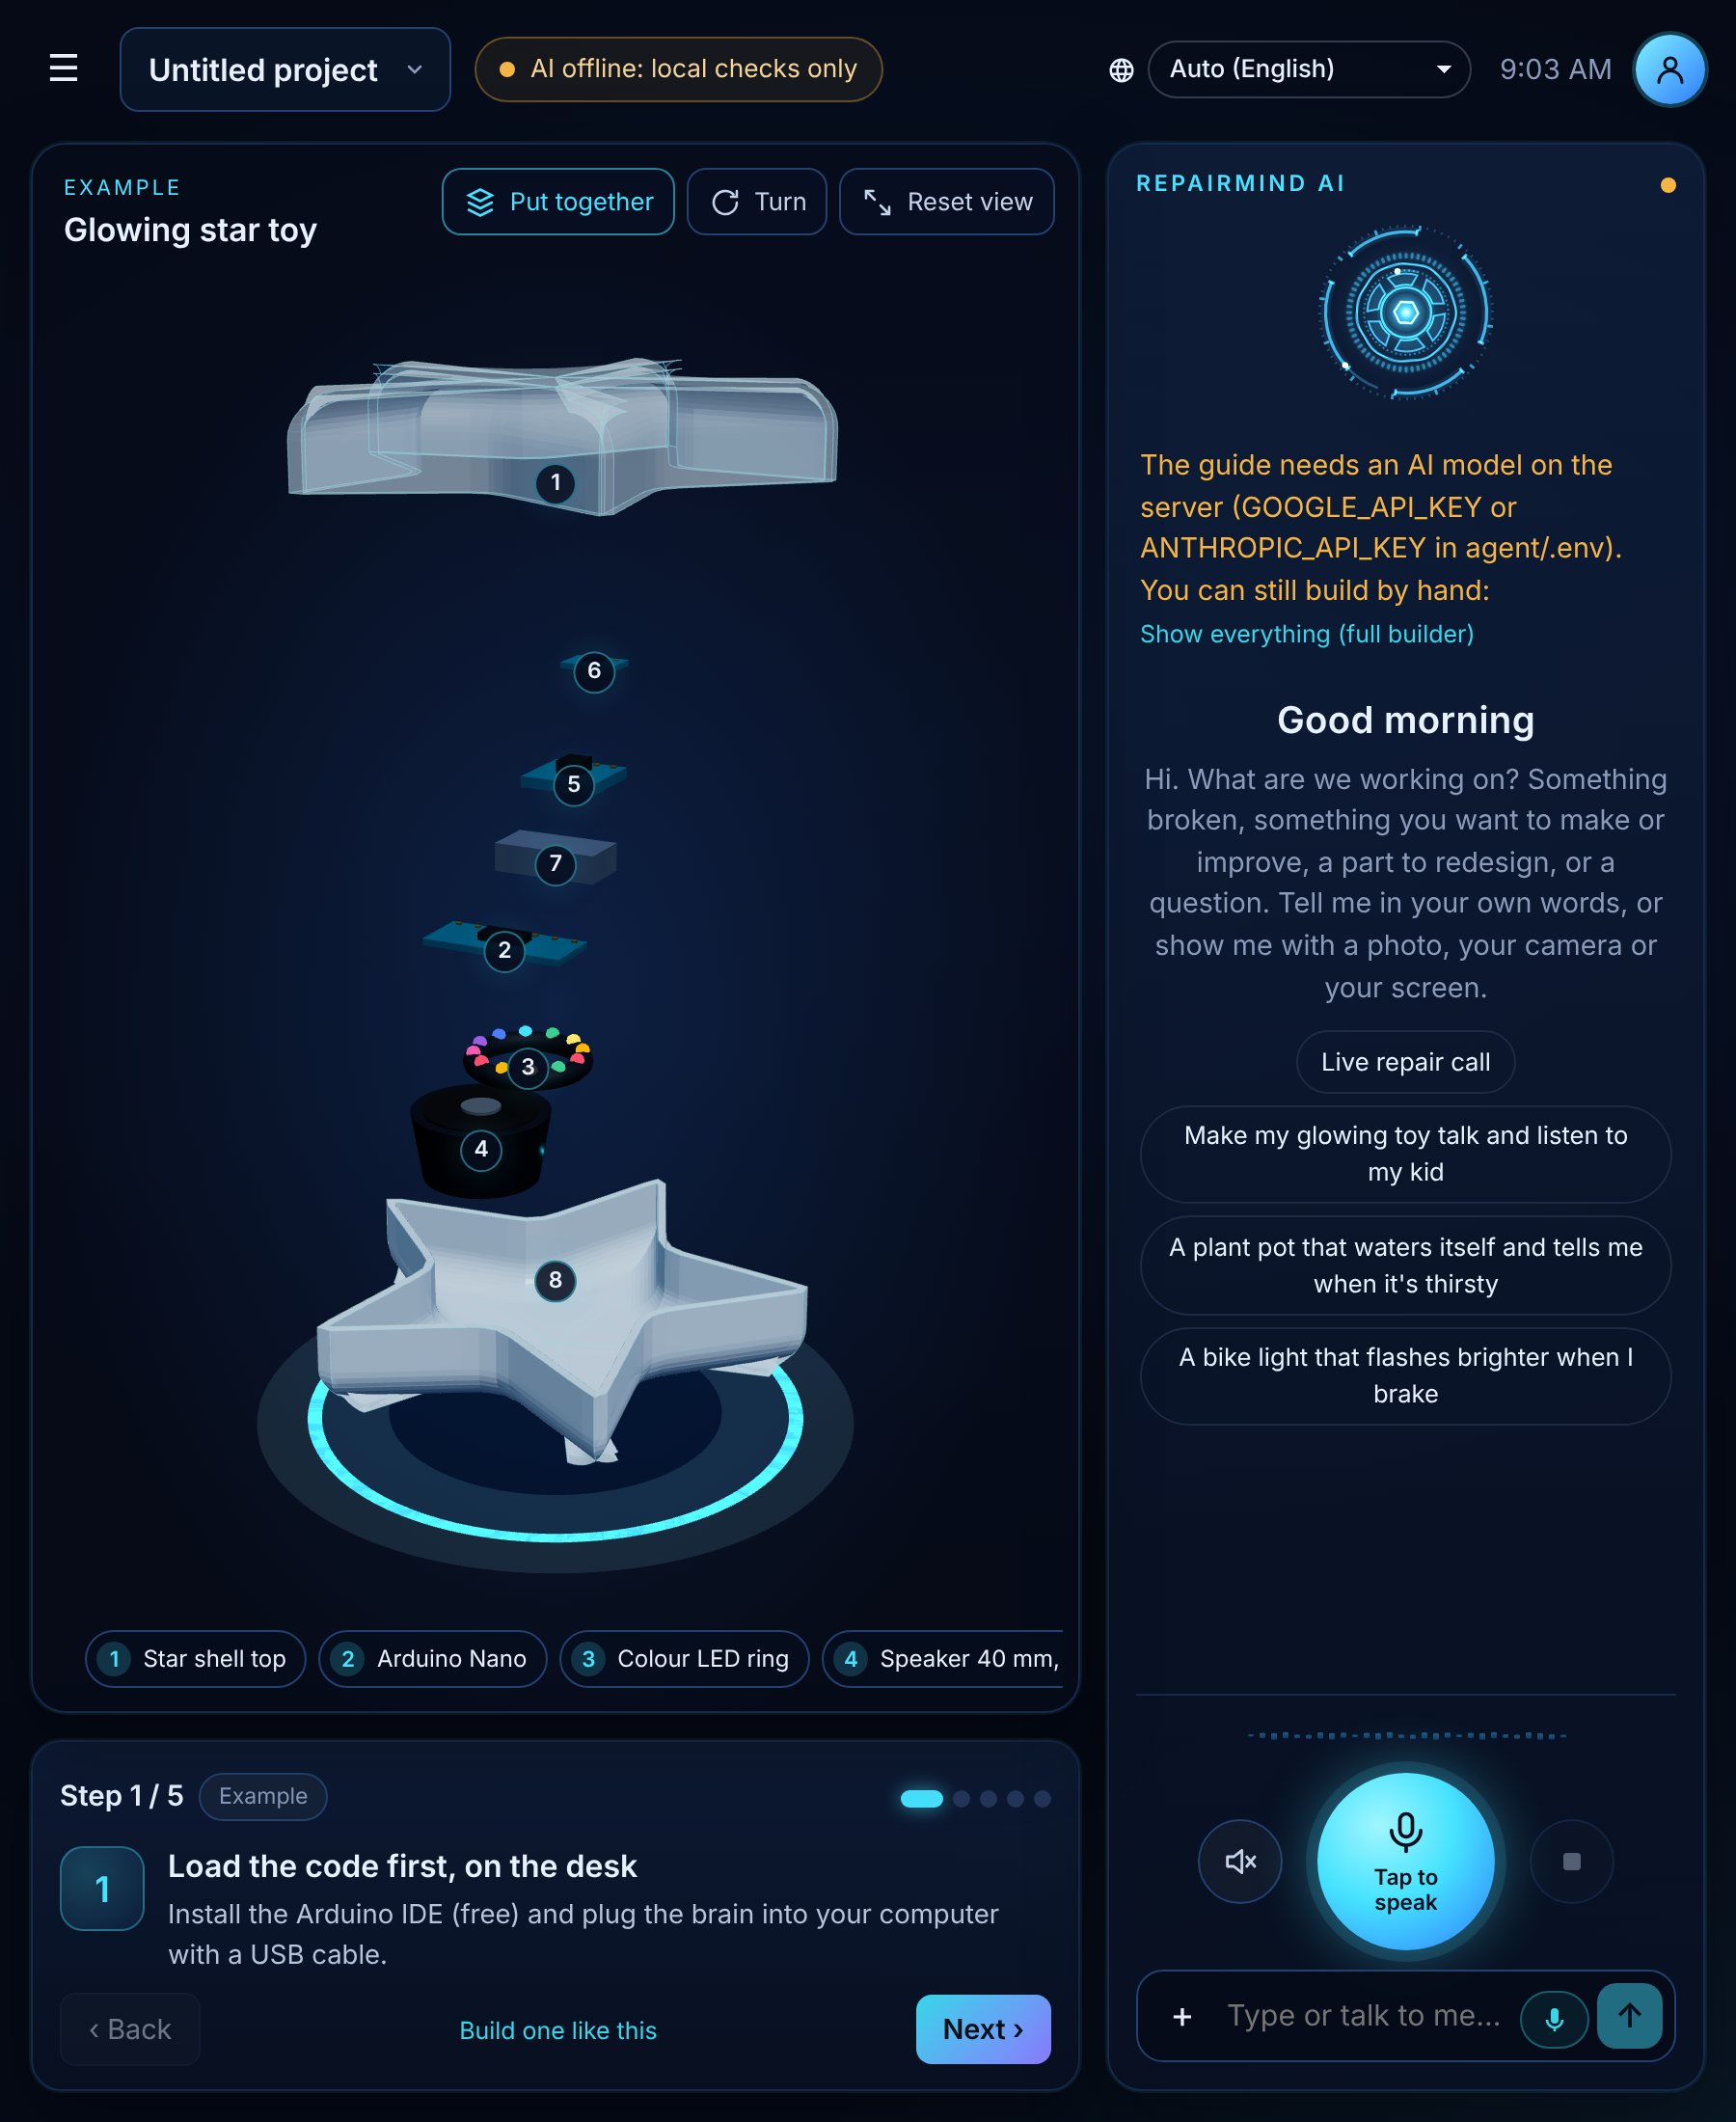 Untitled project
AI offline: local checks only
Auto (English)
9:03 AM
EXAMPLE
Glowing star toy
Put together
Turn
Reset view
1
6
5
7
2
3
4
8
1 Star shell top
2 Arduino Nano
3 Colour LED ring
4 Speaker 40 mm,
Step 1 / 5
Example
1
Load the code first, on the desk
Install the Arduino IDE (free) and plug the brain into your computer
with a USB cable.
‹ Back
Build one like this
Next ›
REPAIRMIND AI
The guide needs an AI model on the
server (GOOGLE_API_KEY or
ANTHROPIC_API_KEY in agent/.env).
You can still build by hand:
Show everything (full builder)
Good morning
Hi. What are we working on? Something
broken, something you want to make or
improve, a part to redesign, or a
question. Tell me in your own words, or
show me with a photo, your camera or
your screen.
Live repair call
Make my glowing toy talk and listen to
my kid
A plant pot that waters itself and tells me
when it's thirsty
A bike light that flashes brighter when I
brake
Tap to
speak
Type or talk to me...